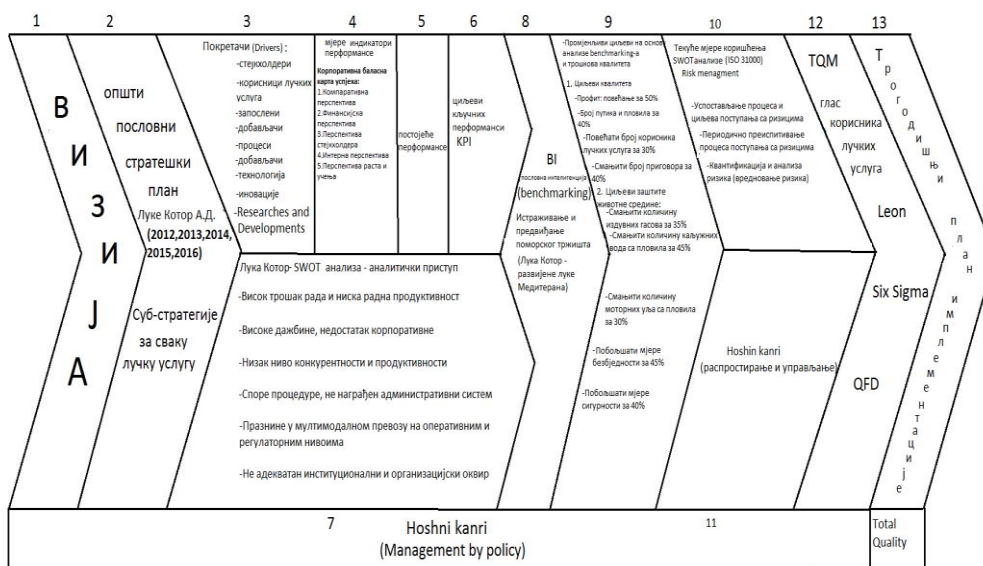 1
2
3
4
5
6
8
9
10
12
13
ВИЗИЈА
општи
пословни
стратешки
план
Луке Котор А.Д.
(2012,2013,2014,
2015,2016)
Суб-стратегије
за сваку
лучку услугу
Покретачи (Drivers) :
-стејкхолдери
-корисници лучких
услуга
-запослени
-добављачи
-процеси
-добављачи
-технологија
-иновације
-Researches and
Developments
мјере индикатори
перформансе
Корпоративна баласна
карта успјеха:
1.Компаративна
перспектива
2.Финансијска
перспектива
3.Перспектива
стејкхолдера
4.Интерна перспектива
5.Перспектива раста и
учења
постојеће
перформансе
циљеви
кључних
перформанси
KPI
Лука Котор- SWOT анализа - аналитички приступ
-Висок трошак рада и ниска радна продуктивност
-Високе дажбине, недостатак корпоративне
-Низак ниво конкурентности и продуктивности
-Споре процедуре, не награђен административни систем
-Празнине у мултимодалном превозу на оперативним и
регулаторним нивоима
-Не адекватан институционални и организацијски оквир
BI
пословна интелигенција
(benchmarking)
Истраживање и
предвиђање
поморског тржишта
(Лука Котор -
развијене луке
Медитерана)
-Промјенљиви циљеви на основу
анализе benchmarking-а
и трошкова квалитета
1. Циљеви квалитета
-Профит: повећање за 50%
-Број путника и пловила за
40%
-Повећати број корисника
лучких услуга за 30%
-Смањити број приговора за
40%
2. Циљеви заштите
животне средине:
-Смањити количину
издувних гасова за 35%
-Смањити количину каљужних
вода са пловила за 45%
-Смањити количину
моторних уља са пловила
за 30%
-Побољшати мјере
безбједности за 45%
-Побољшати мјере
сигурности за 40%
Текуће мјере коришћења
SWOT анализе (ISO 31000)
Risk menagment
-Успостављање процеса и
циљева поступања са ризицима
-Периодично преиспитивање
процеса поступања са ризицима
-Квантификација и анализа
ризика (вредновање ризика)
Hoshin kanri
(распростирање и управљање)
TQM
глас
корисника
лучких
услуга
Leon
Six Sigma
QFD
Трогодишњи план имплементације
7
Hoshni kanri
(Management by policy)
11
Total
Quality